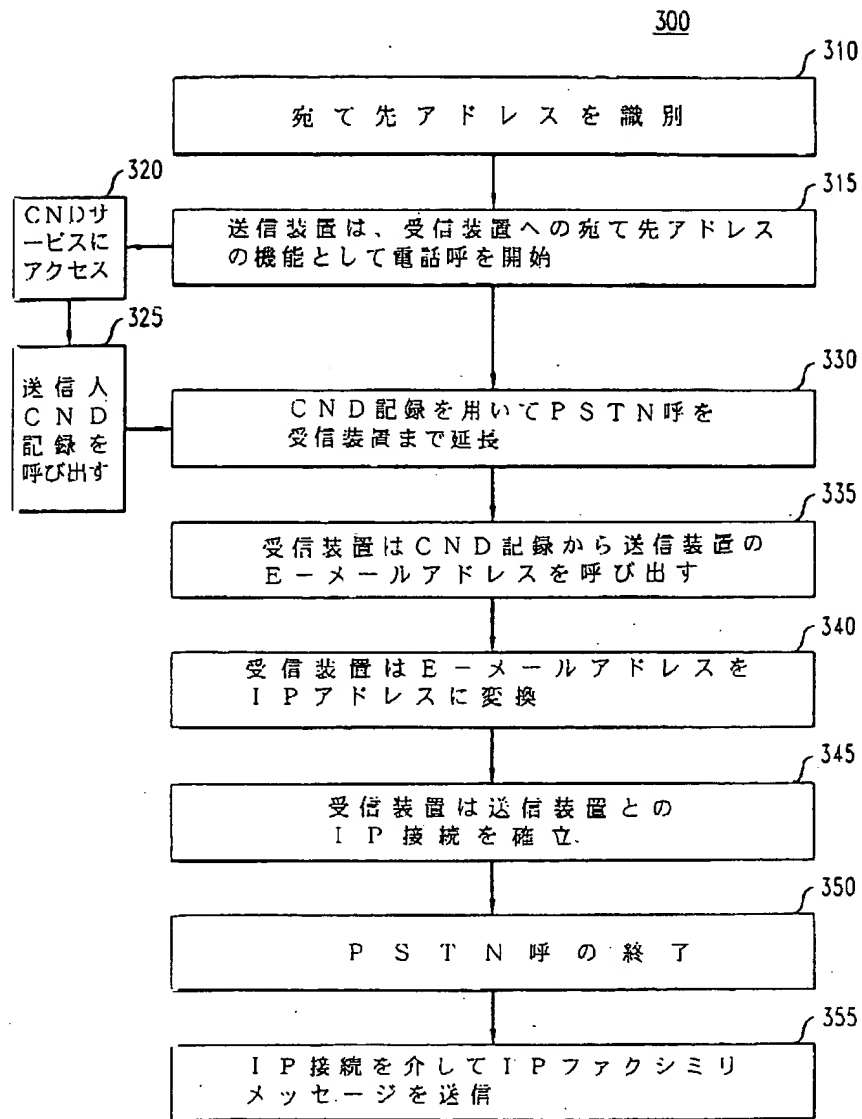 300
310
宛て先アドレスを識別
320
315
CNDサ
ービスに
アクセス
送信装置は、受信装置への宛て先アドレス
の機能として電話呼を開始
325
330
送信人
CND
記録を
呼び出す
CND記録を用いてPSTN呼を
受信装置まで延長
335
受信装置はCND記録から送信装置の
E-メールアドレスを呼び出す
340
受信装置はE-メールアドレスを
IPアドレスに変換
345
受信装置は送信装置との
IP接続を確立
350
PSTN呼の終了
355
IP接続を介してIPファクシミリ
メッセージを送信